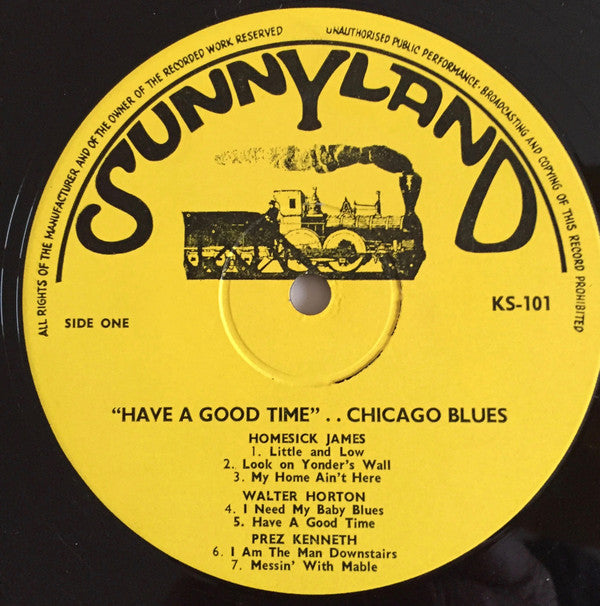 ALL RIGHTS OF THE MANUFACTURER AND OF THE OWNER OF THE RECORDED WORK RESERVED
UNAUTHORISED PUBLIC PERFORMANCE · BROADCASTING AND COPYING OF THIS RECORD PROHIBITED
SUNNYLAND
SIDE ONE
KS-101
“HAVE A GOOD TIME” . . CHICAGO BLUES
HOMESICK JAMES
1. Little and Low
2. Look on Yonder's Wall
3. My Home Ain't Here
WALTER HORTON
4. I Need My Baby Blues
5. Have A Good Time
PREZ KENNETH
6. I Am The Man Downstairs
7. Messin' With Mable